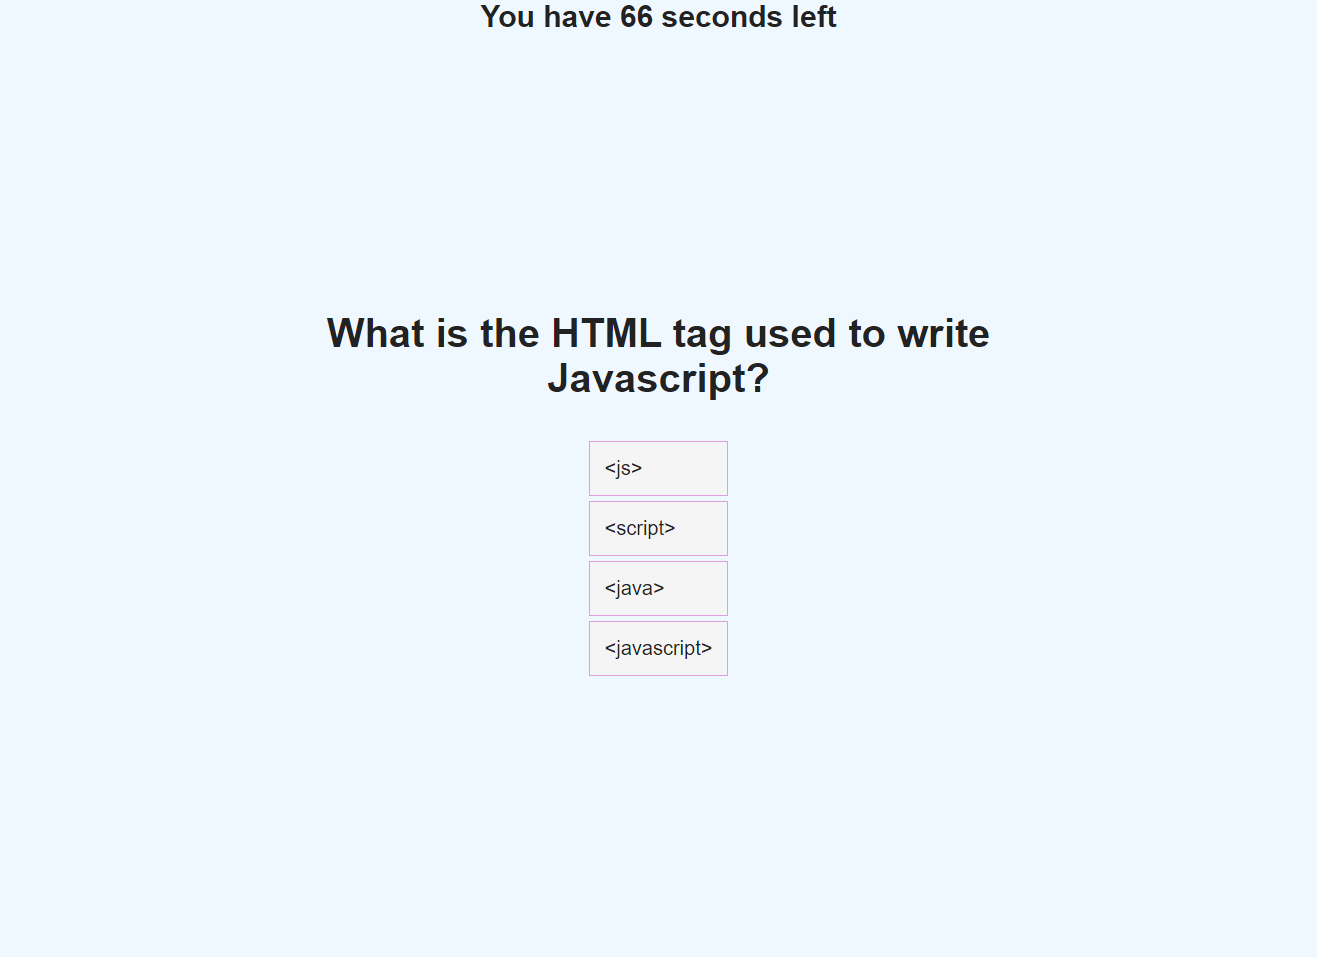 You have 66 seconds left
What is the HTML tag used to write
Javascript?
<js>
<script>
<java>
<javascript>